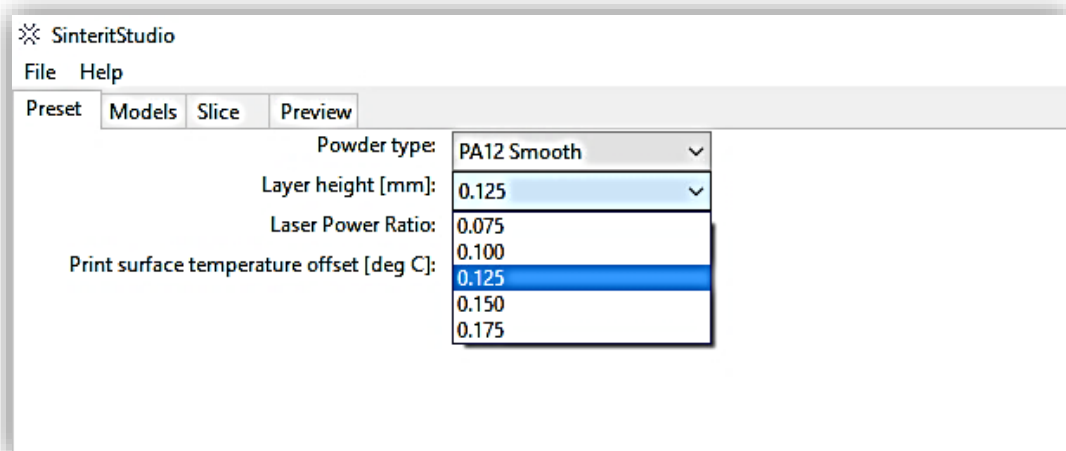 SinteritStudio
File Help
Preset Models Slice Preview
Powder type: PA12 Smooth
Layer height [mm]: 0.125
Laser Power Ratio: 0.075
0.100
Print surface temperature offset [deg C]: 0.125
0.150
0.175